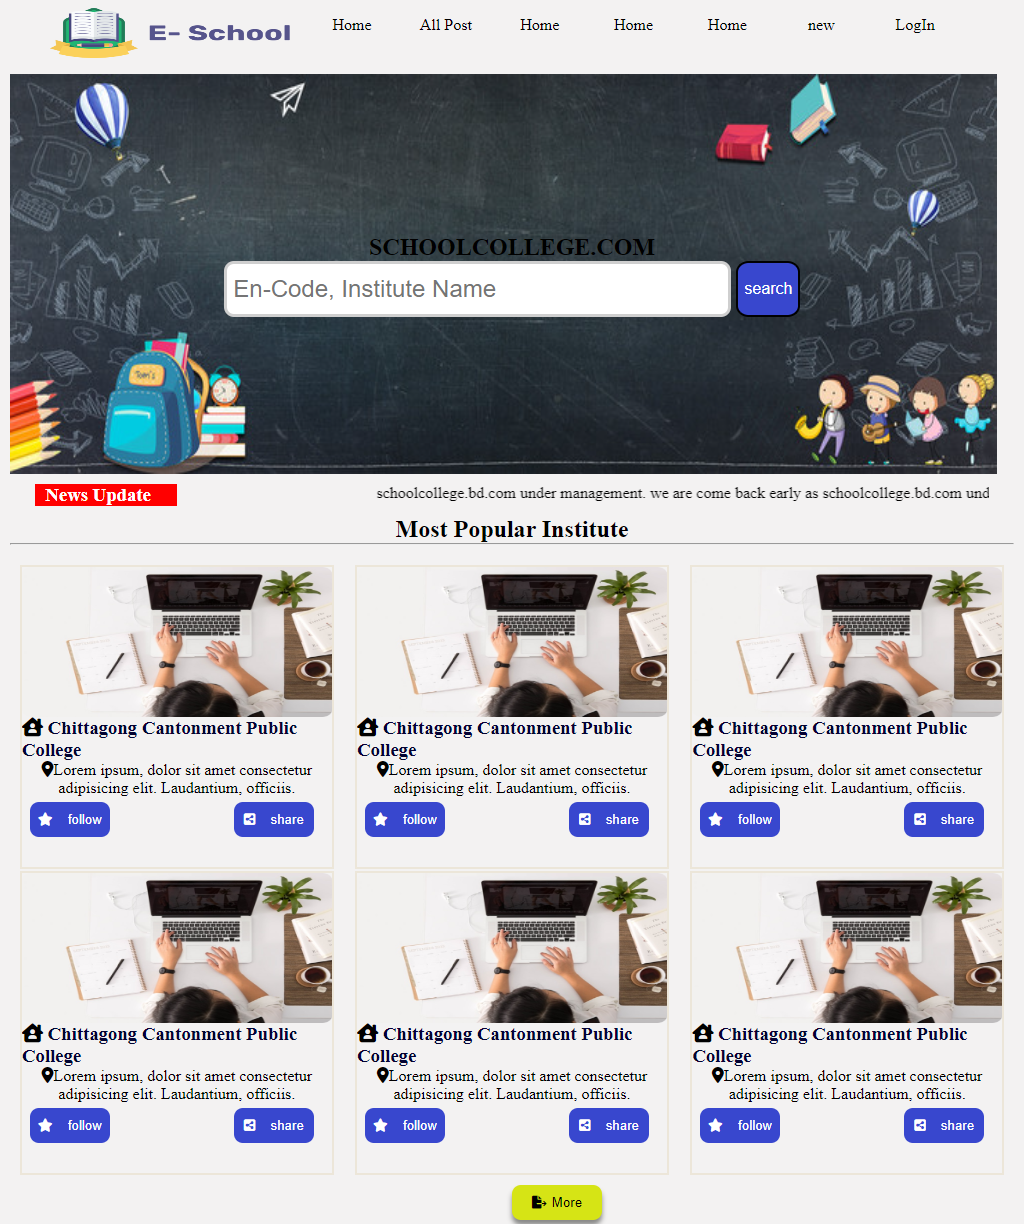 E- School
Home All Post Home Home Home new LogIn
SCHOOLCOLLEGE.COM
En-Code, Institute Name search
Tom's
News Update schoolcollege.bd.com under management. we are come back early as schoolcollege.bd.com und
Most Popular Institute
Chittagong Cantonment Public
College
Lorem ipsum, dolor sit amet consectetur
adipisicing elit. Laudantium, officiis.
follow share
Chittagong Cantonment Public
College
Lorem ipsum, dolor sit amet consectetur
adipisicing elit. Laudantium, officiis.
follow share
Chittagong Cantonment Public
College
Lorem ipsum, dolor sit amet consectetur
adipisicing elit. Laudantium, officiis.
follow share
Chittagong Cantonment Public
College
Lorem ipsum, dolor sit amet consectetur
adipisicing elit. Laudantium, officiis.
follow share
Chittagong Cantonment Public
College
Lorem ipsum, dolor sit amet consectetur
adipisicing elit. Laudantium, officiis.
follow share
Chittagong Cantonment Public
College
Lorem ipsum, dolor sit amet consectetur
adipisicing elit. Laudantium, officiis.
follow share
More